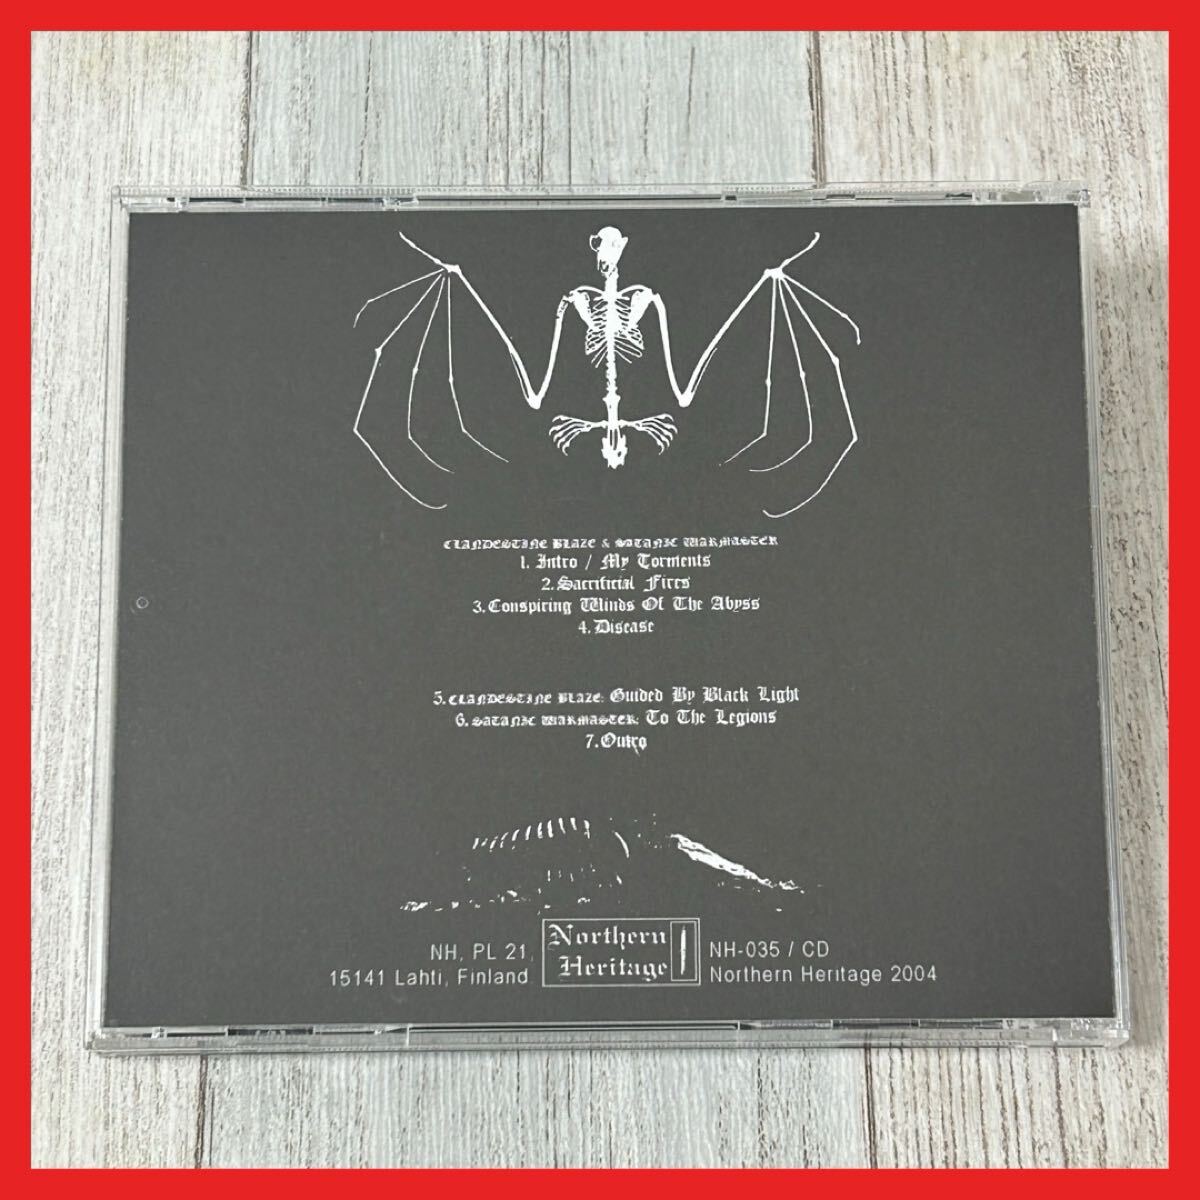 CLANDESTINE BLAZE & SATANIC WARMASTER
1. Intro / My Torments
2. Sacrificial Fires
3. Conspiring Winds Of The Abyss
4. Disease
5. CLANDESTINE BLAZE: Guided By Black Light
6. SATANIC WARMASTER: To The Legions
7. Outro
NH, PL 21,
15141 Lahti, Finland
Northern
Heritage
NH-035 / CD
Northern Heritage 2004